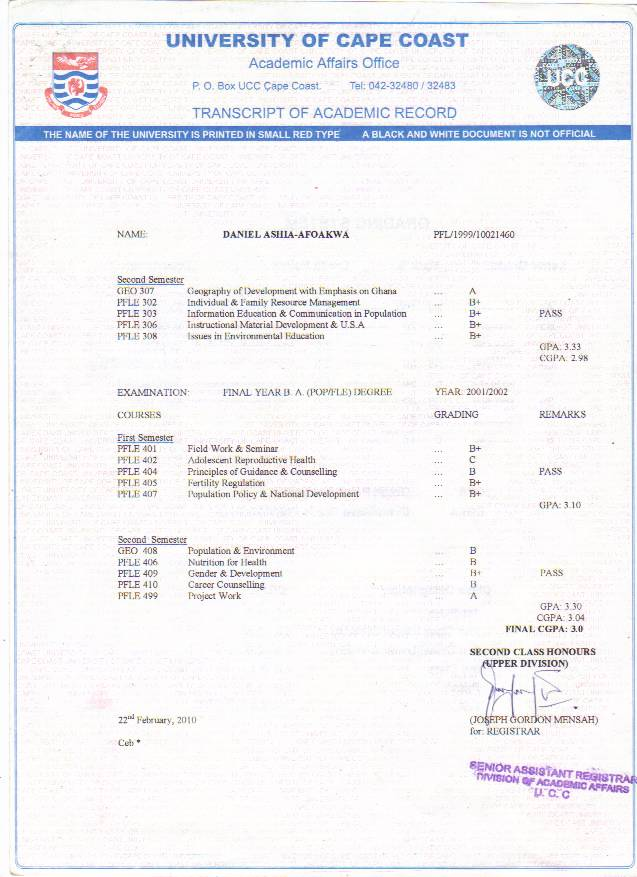 UNIVERSITY OF CAPE COAST
Academic Affairs Office
P. O. Box UCC Cape Coast. Tel: 042-32480 / 32483
UCC
TRANSCRIPT OF ACADEMIC RECORD
THE NAME OF THE UNIVERSITY IS PRINTED IN SMALL RED TYPE A BLACK AND WHITE DOCUMENT IS NOT OFFICIAL
NAME: DANIEL ASHIA-AFOAKWA PFL/1999/10021460
Second Semester
GEO 307 Geography of Development with Emphasis on Ghana ... A
PFLE 302 Individual & Family Resource Management ... B+
PFLE 303 Information Education & Communication in Population ... B+ PASS
PFLE 306 Instructional Material Development & U.S.A ... B+
PFLE 308 Issues in Environmental Education ... B+
GPA: 3.33
CGPA: 2.98
EXAMINATION: FINAL YEAR B. A. (POP/FLE) DEGREE YEAR: 2001/2002
COURSES GRADING REMARKS
First Semester
PFLE 401 Field Work & Seminar ... B+
PFLE 402 Adolescent Reproductive Health ... C
PFLE 404 Principles of Guidance & Counselling ... B PASS
PFLE 405 Fertility Regulation ... B+
PFLE 407 Population Policy & National Development ... B+
GPA: 3.10
Second Semester
GEO 408 Population & Environment ... B
PFLE 406 Nutrition for Health ... B
PFLE 409 Gender & Development ... B+ PASS
PFLE 410 Career Counselling ... B
PFLE 499 Project Work ... A
GPA: 3.30
CGPA: 3.04
FINAL CGPA: 3.0
SECOND CLASS HONOURS
(UPPER DIVISION)
22nd February, 2010 (JOSEPH GORDON MENSAH)
for: REGISTRAR
Ceb *
SENIOR ASSISTANT REGISTRAR
DIVISION OF ACADEMIC AFFAIRS
U. C. C